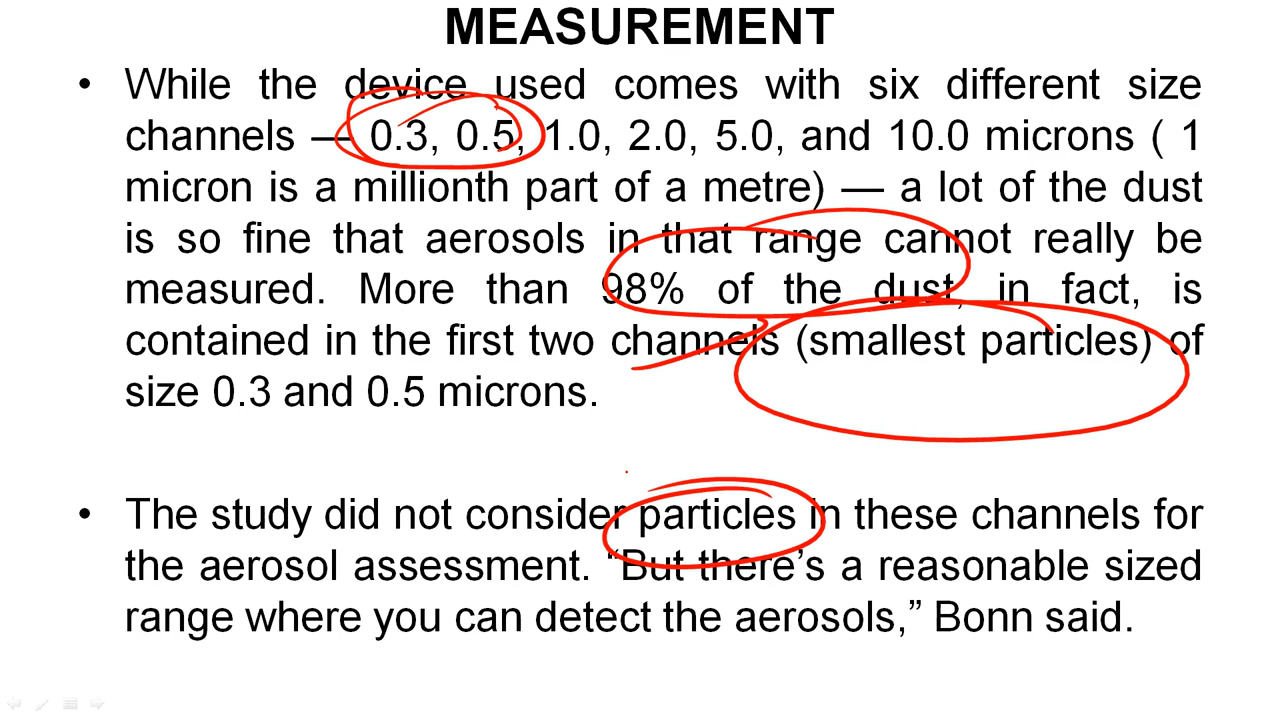 MEASUREMENT
• While the device used comes with six different size
channels — 0.3, 0.5, 1.0, 2.0, 5.0, and 10.0 microns ( 1
micron is a millionth part of a metre) — a lot of the dust
is so fine that aerosols in that range cannot really be
measured. More than 98% of the dust, in fact, is
contained in the first two channels (smallest particles) of
size 0.3 and 0.5 microns.
• The study did not consider particles in these channels for
the aerosol assessment. “But there’s a reasonable sized
range where you can detect the aerosols,” Bonn said.